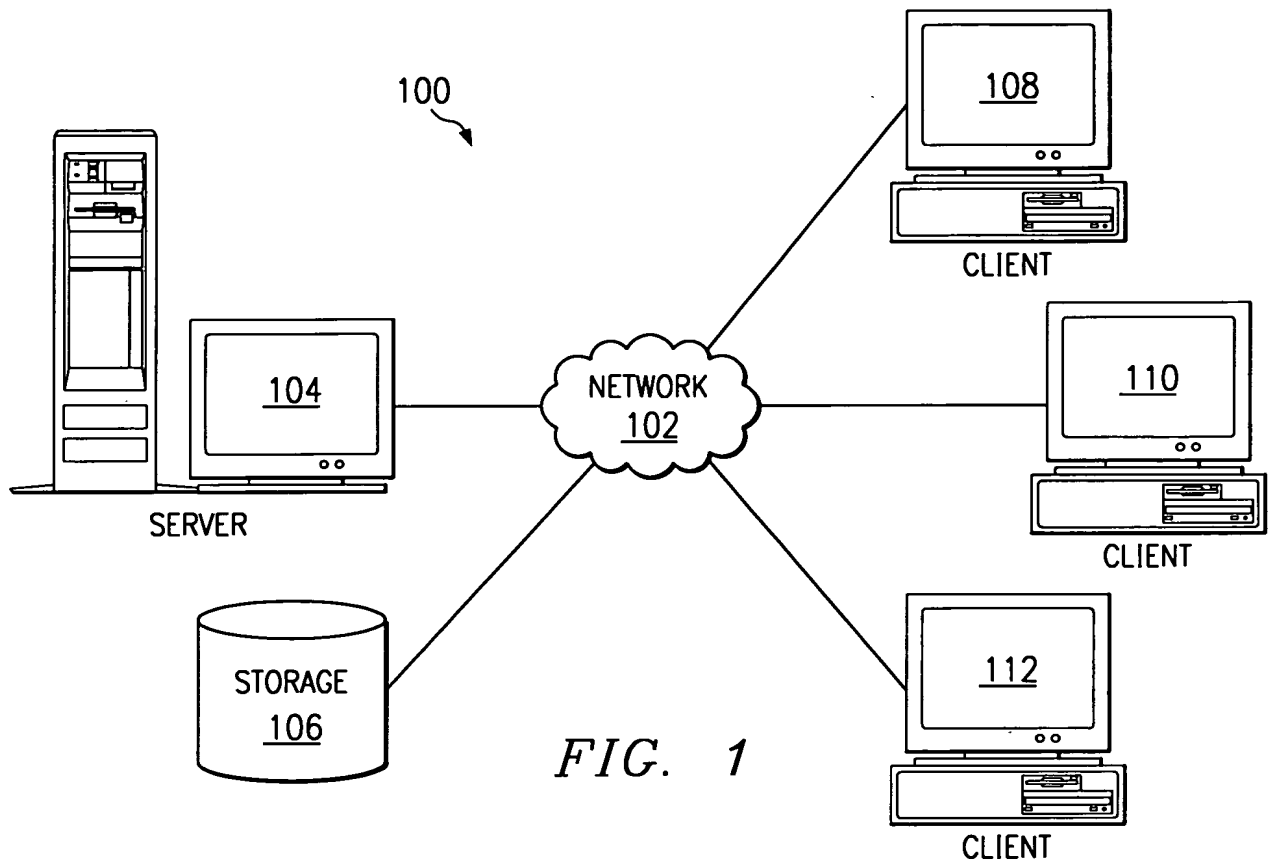 100
108
CLIENT
104
SERVER
NETWORK
102
110
CLIENT
STORAGE
106
112
CLIENT
FIG. 1